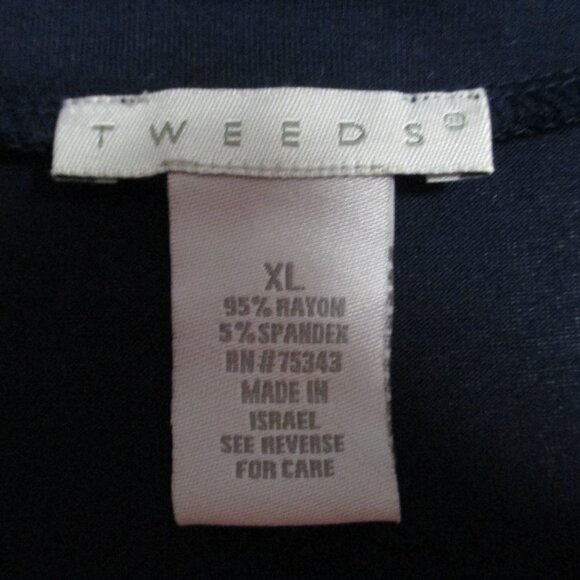 TWEEDS®
XL
95% RAYON
5% SPANDEX
RN#75343
MADE IN
ISRAEL
SEE REVERSE
FOR CARE